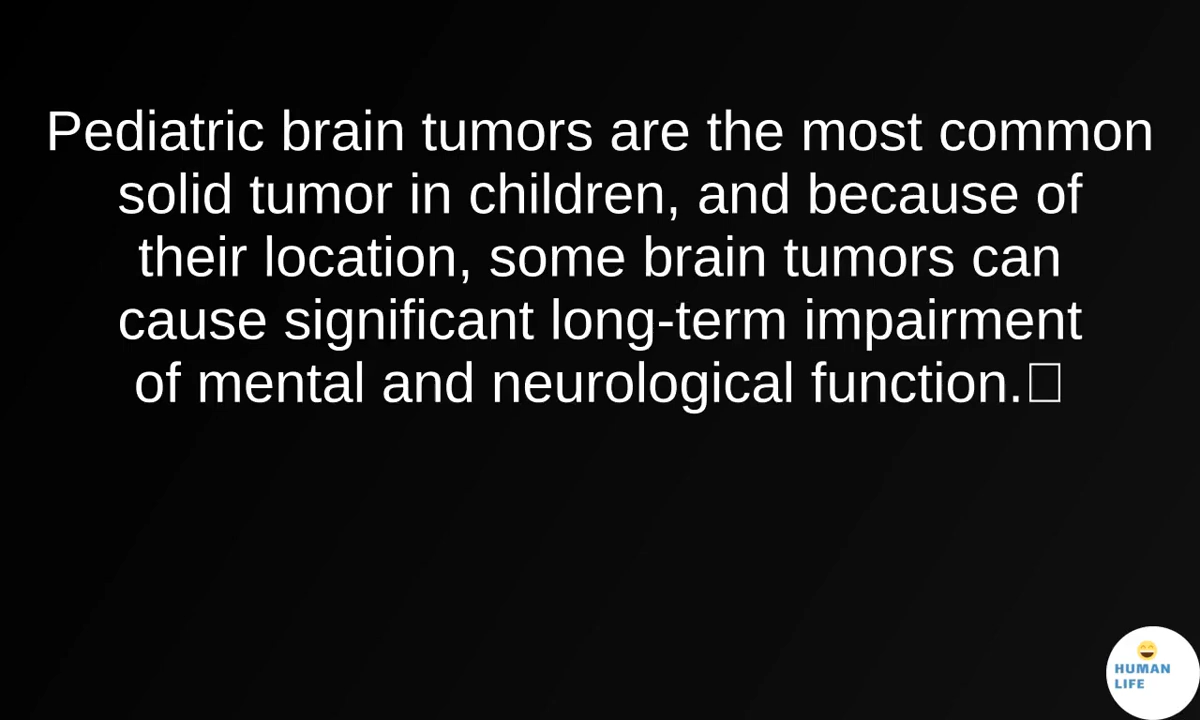 Pediatric brain tumors are the most common
solid tumor in children, and because of
their location, some brain tumors can
cause significant long-term impairment
of mental and neurological function.
HUMAN
LIFE